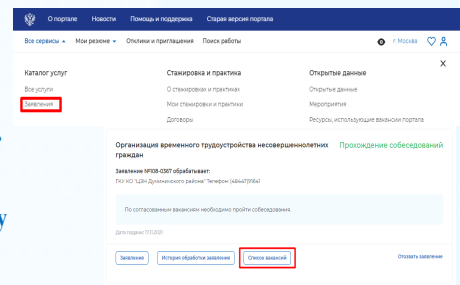 О портале Новости Помощь и поддержка Старая версия портала
Все сервисы Мои резюме Отклики и приглашения Поиск работы г. Москва
X
Каталог услуг Стажировка и практика Открытые данные
Все услуги О стажировках и практиках Открытые данные
Заявления Мои стажировки и практики Мероприятия
Договоры Ресурсы, использующие вакансии портала
Организация временного трудоустройства несовершеннолетних Прохождение собеседований
граждан
Заявление №108-0367 обрабатывает:
ГКУ КО "ЦЗН Думиничского района" Телефон: (48447)9164)
По согласованным вакансиям необходимо пройти собеседования.
у
Дата подачи: 17.11.2021
Заявление История обработки заявления Список вакансий Отозвать заявление